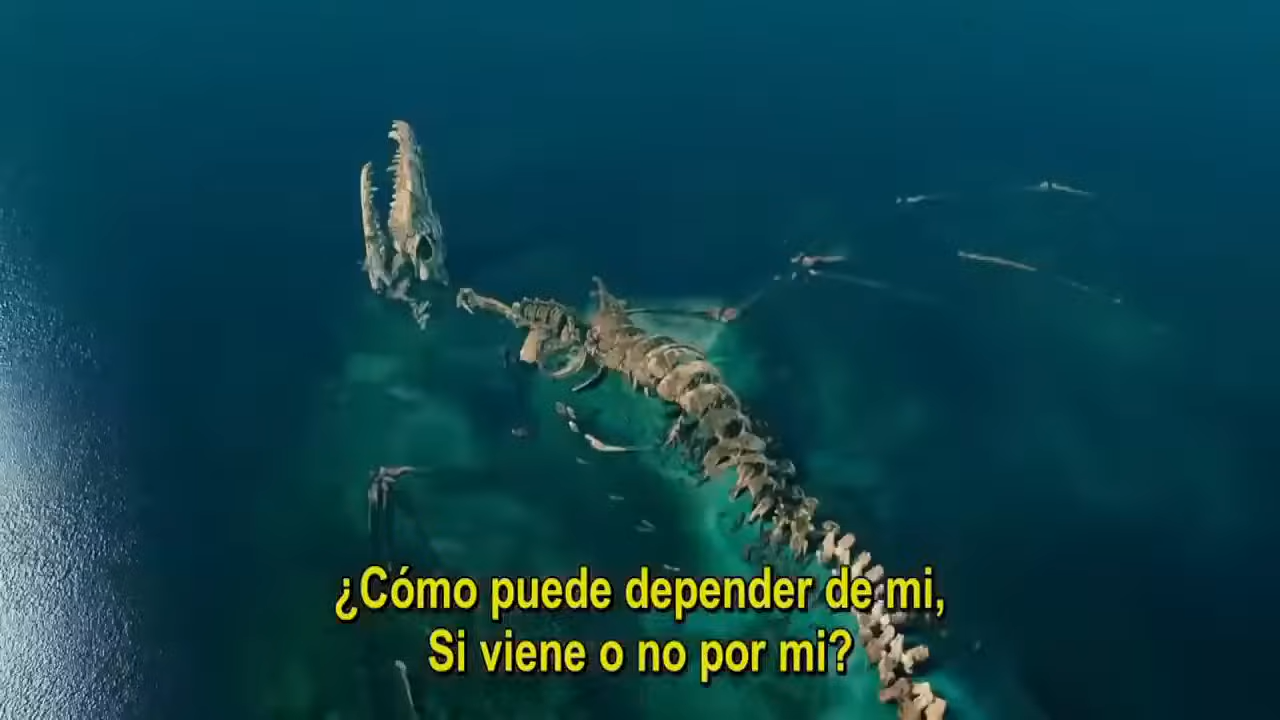 ¿Cómo puede depender de mi,
Si viene o no por mi?